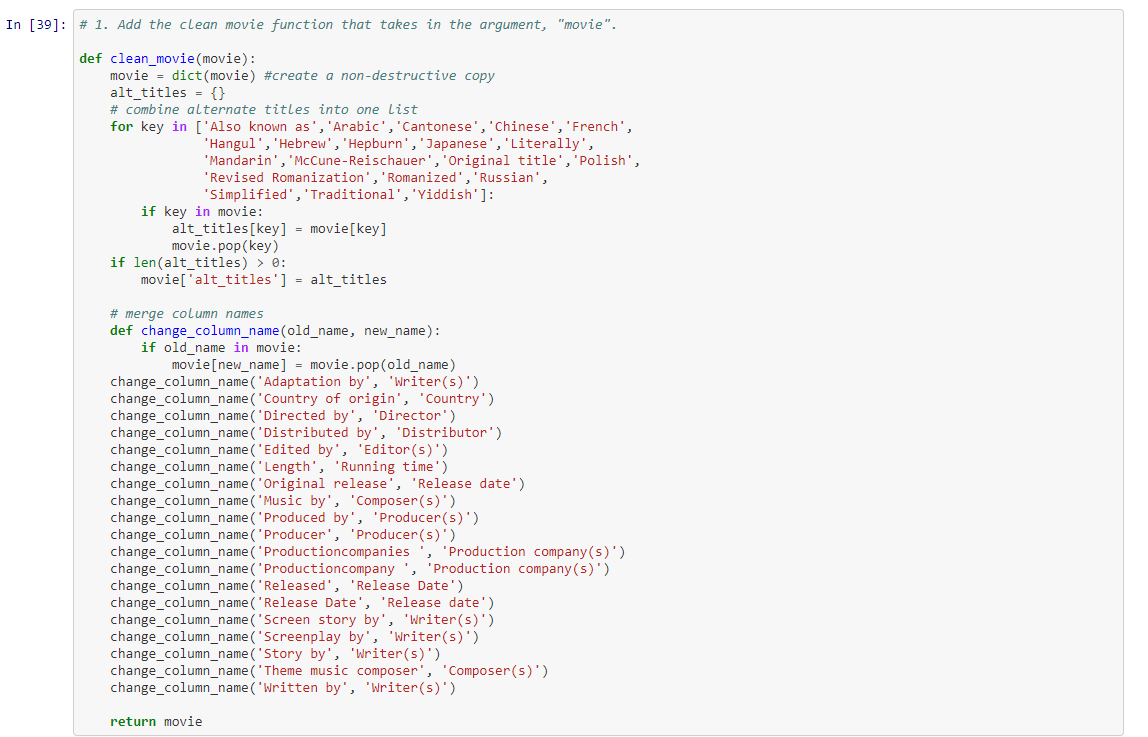 In [39]: # 1. Add the clean movie function that takes in the argument, "movie".
def clean_movie(movie):
    movie = dict(movie) #create a non-destructive copy
    alt_titles = {}
    # combine alternate titles into one list
    for key in ['Also known as','Arabic','Cantonese','Chinese','French',
                'Hangul','Hebrew','Hepburn','Japanese','Literally',
                'Mandarin','McCune-Reischauer','Original title','Polish',
                'Revised Romanization','Romanized','Russian',
                'Simplified','Traditional','Yiddish']:
        if key in movie:
            alt_titles[key] = movie[key]
            movie.pop(key)
    if len(alt_titles) > 0:
        movie['alt_titles'] = alt_titles
    # merge column names
    def change_column_name(old_name, new_name):
        if old_name in movie:
            movie[new_name] = movie.pop(old_name)
    change_column_name('Adaptation by', 'Writer(s)')
    change_column_name('Country of origin', 'Country')
    change_column_name('Directed by', 'Director')
    change_column_name('Distributed by', 'Distributor')
    change_column_name('Edited by', 'Editor(s)')
    change_column_name('Length', 'Running time')
    change_column_name('Original release', 'Release date')
    change_column_name('Music by', 'Composer(s)')
    change_column_name('Produced by', 'Producer(s)')
    change_column_name('Producer', 'Producer(s)')
    change_column_name('Productioncompanies ', 'Production company(s)')
    change_column_name('Productioncompany ', 'Production company(s)')
    change_column_name('Released', 'Release Date')
    change_column_name('Release Date', 'Release date')
    change_column_name('Screen story by', 'Writer(s)')
    change_column_name('Screenplay by', 'Writer(s)')
    change_column_name('Story by', 'Writer(s)')
    change_column_name('Theme music composer', 'Composer(s)')
    change_column_name('Written by', 'Writer(s)')
    return movie